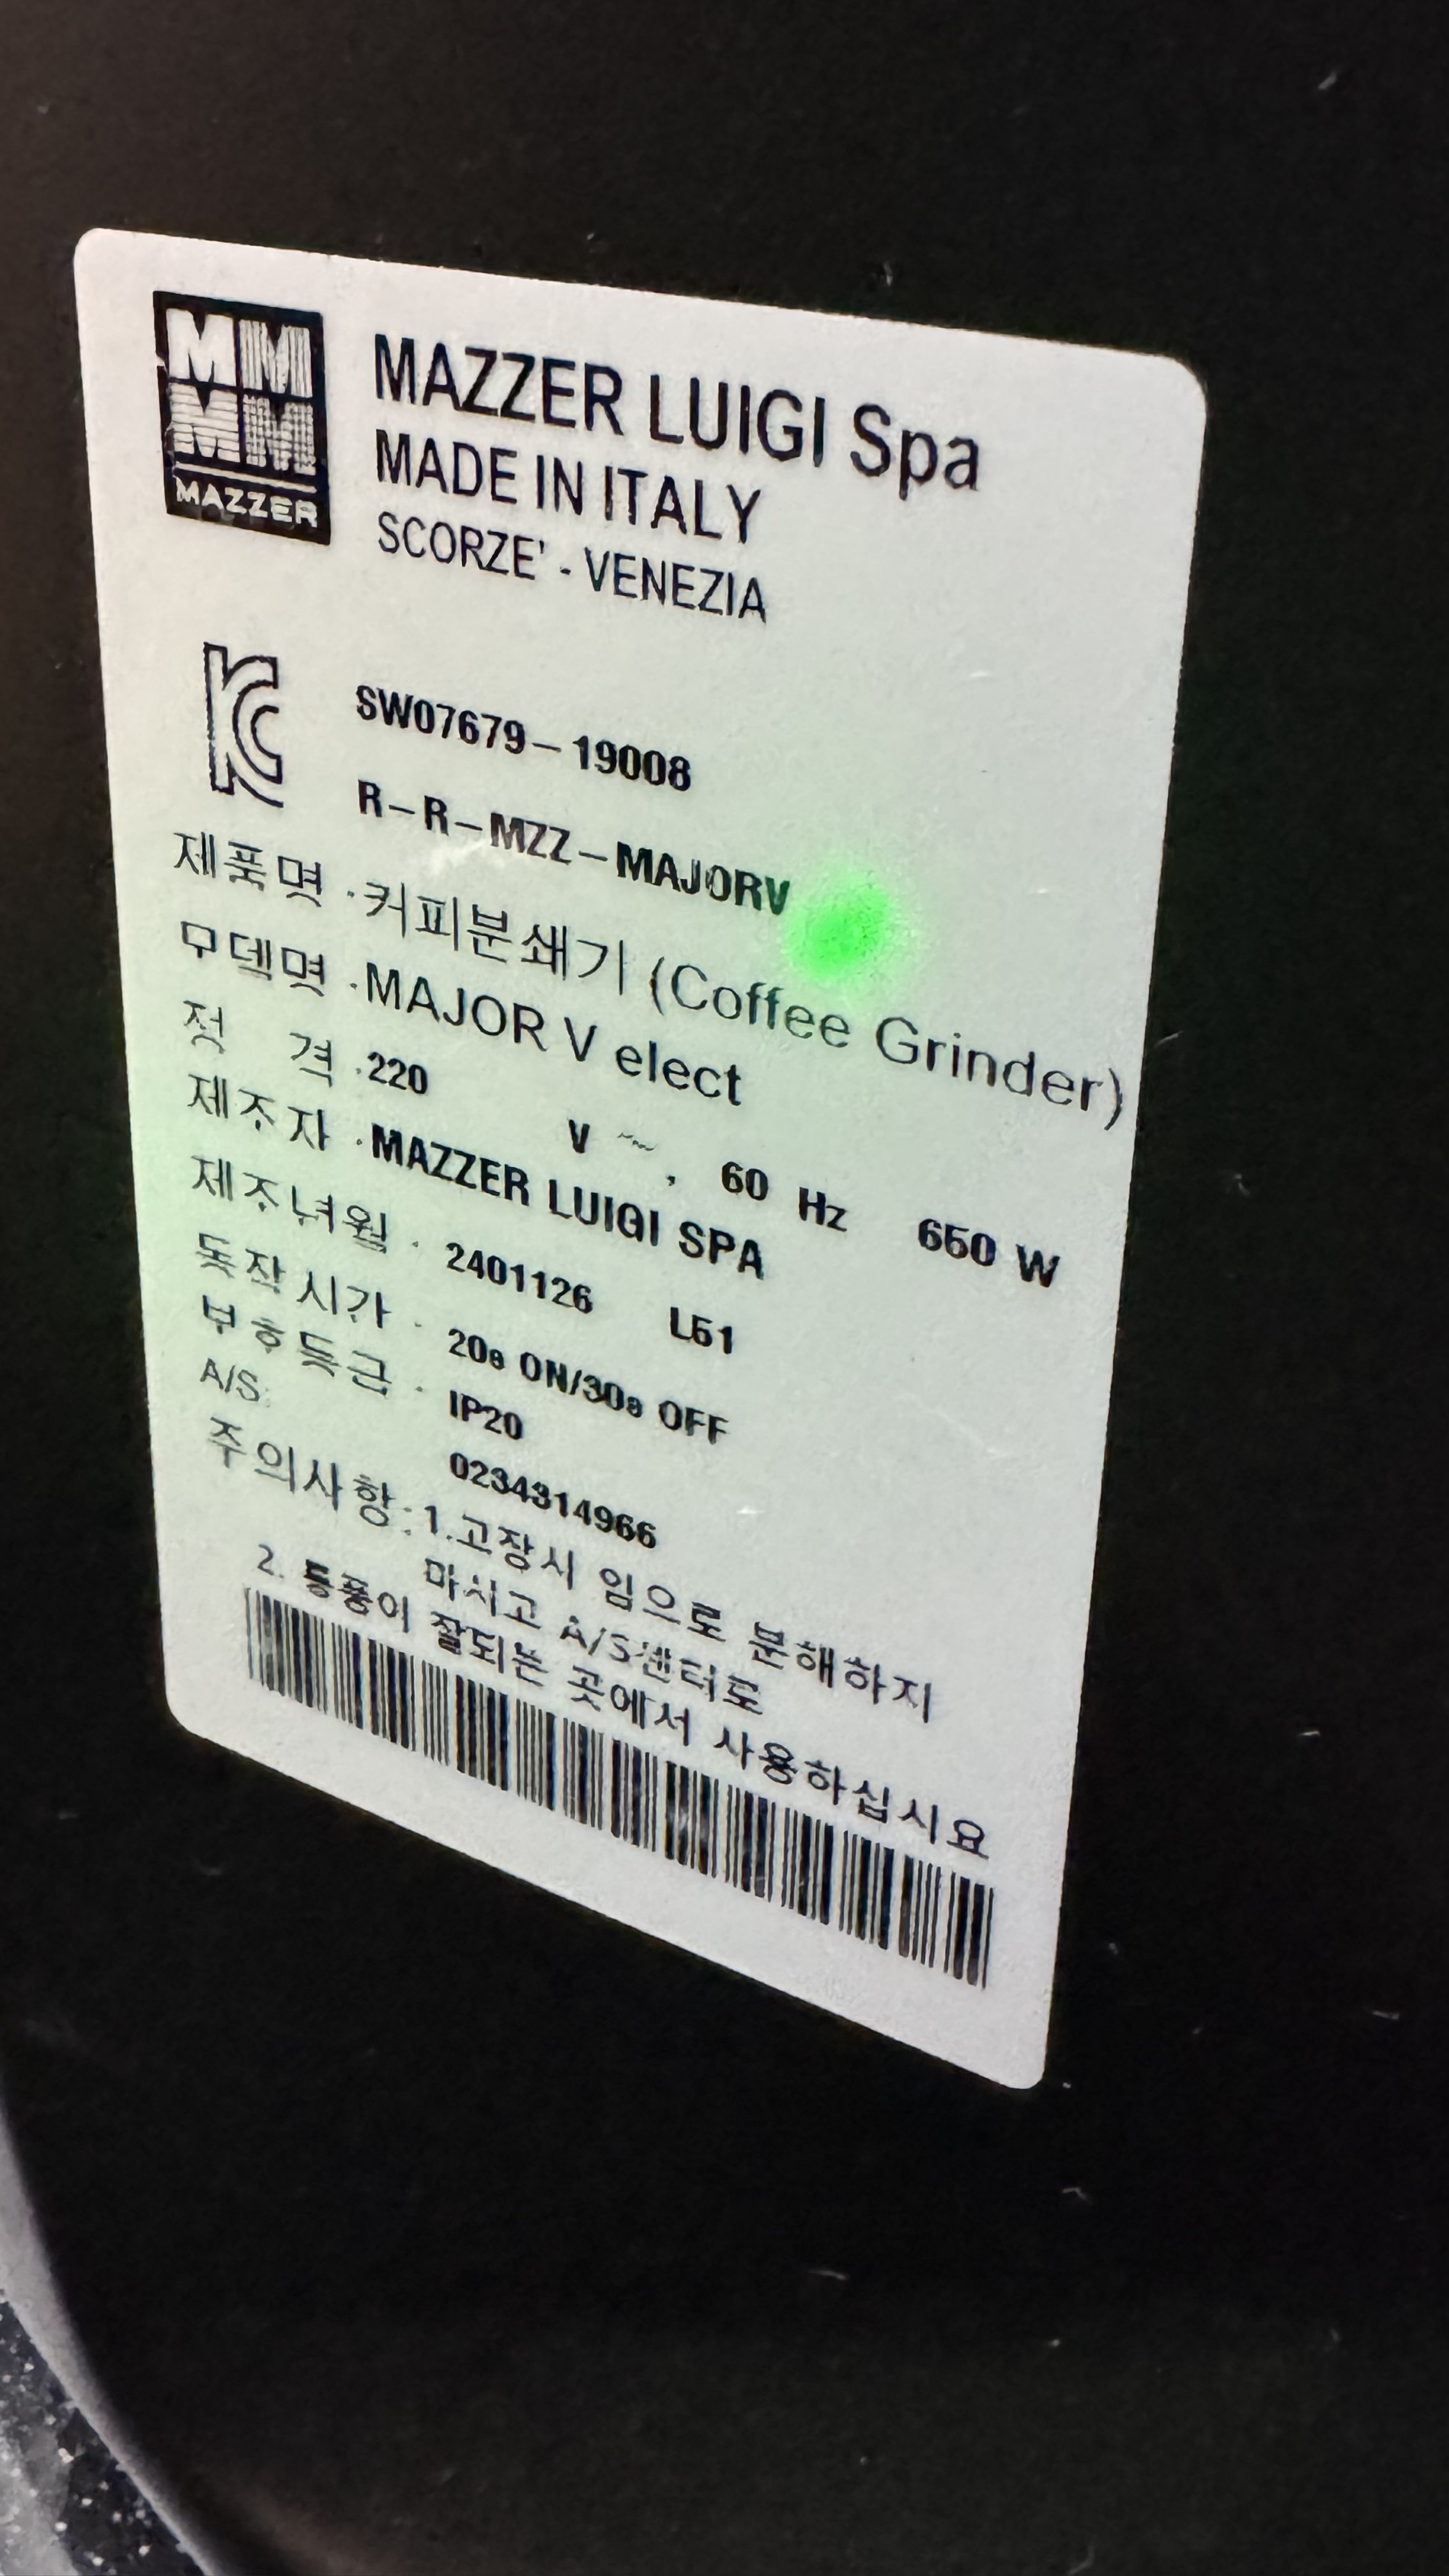 MAZZER
MAZZER LUIGI Spa
MADE IN ITALY
SCORZE' - VENEZIA
SW07679-19008
R-R-MZZ-MAJORV
제품명 : 커피분쇄기 (Coffee Grinder)
모델명 : MAJOR V elect
정 격 : 220 V ~, 60 Hz 650 W
제조자 : MAZZER LUIGI SPA
제조년월 : 2401126 L51
동작시간 : 20s ON/30s OFF
보호등급 : IP20
A/S: 0234314966
주의사항 : 1.고장시 임으로 분해하지
마시고 A/S센터로
2. 통풍이 잘되는 곳에서 사용하십시요